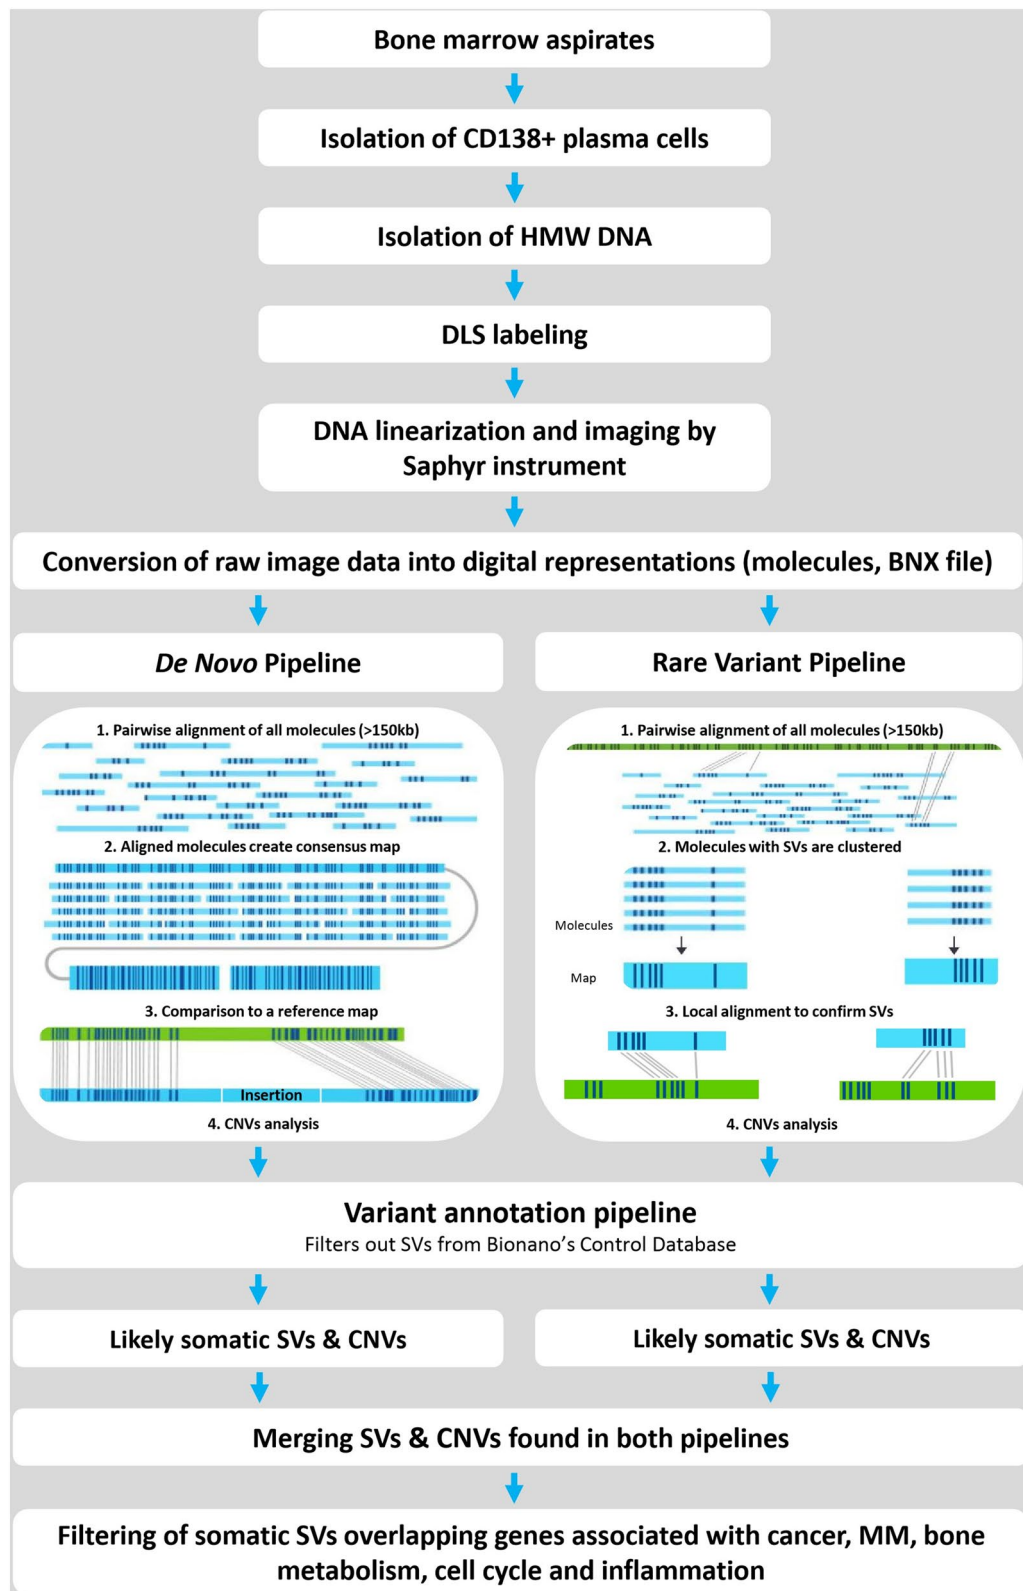 Bone marrow aspirates
Isolation of CD138+ plasma cells
Isolation of HMW DNA
DLS labeling
DNA linearization and imaging by
Saphyr instrument
Conversion of raw image data into digital representations (molecules, BNX file)
De Novo Pipeline
1. Pairwise alignment of all molecules (>150kb)
2. Aligned molecules create consensus map
3. Comparison to a reference map
Insertion
4. CNVs analysis
Rare Variant Pipeline
1. Pairwise alignment of all molecules (>150kb)
2. Molecules with SVs are clustered
Molecules
Map
3. Local alignment to confirm SVs
4. CNVs analysis
Variant annotation pipeline
Filters out SVs from Bionano's Control Database
Likely somatic SVs & CNVs
Likely somatic SVs & CNVs
Merging SVs & CNVs found in both pipelines
Filtering of somatic SVs overlapping genes associated with cancer, MM, bone
metabolism, cell cycle and inflammation